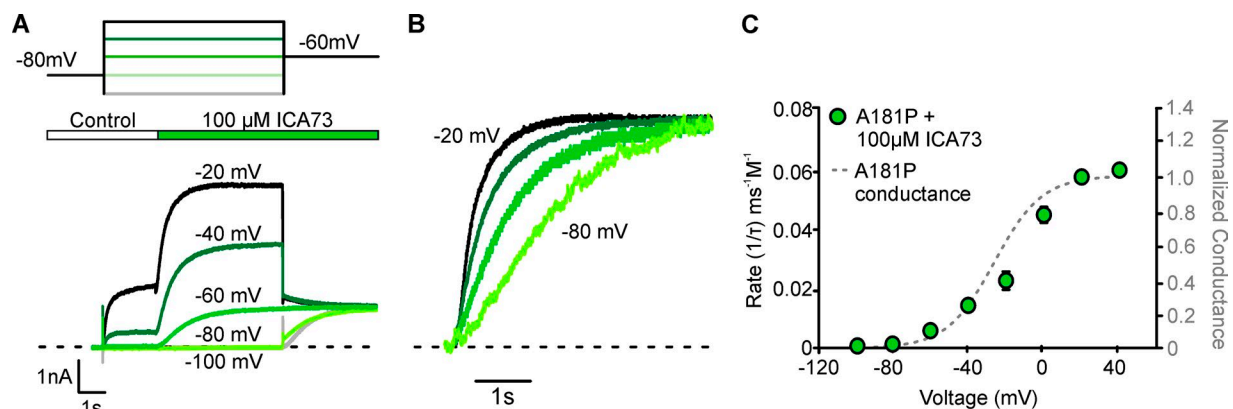 A
-80mV
-60mV
Control
100 µM ICA73
-20 mV
-40 mV
-60 mV
-80 mV
-100 mV
1nA
1s
B
-20 mV
-80 mV
1s
C
A181P +
100µM ICA73
A181P
conductance
Rate (1/τ) ms⁻¹M⁻¹
0.08
0.06
0.04
0.02
0
-120
-80
-40
0
40
Voltage (mV)
1.4
1.2
1.0
0.8
0.6
0.4
0.2
0
Normalized Conductance